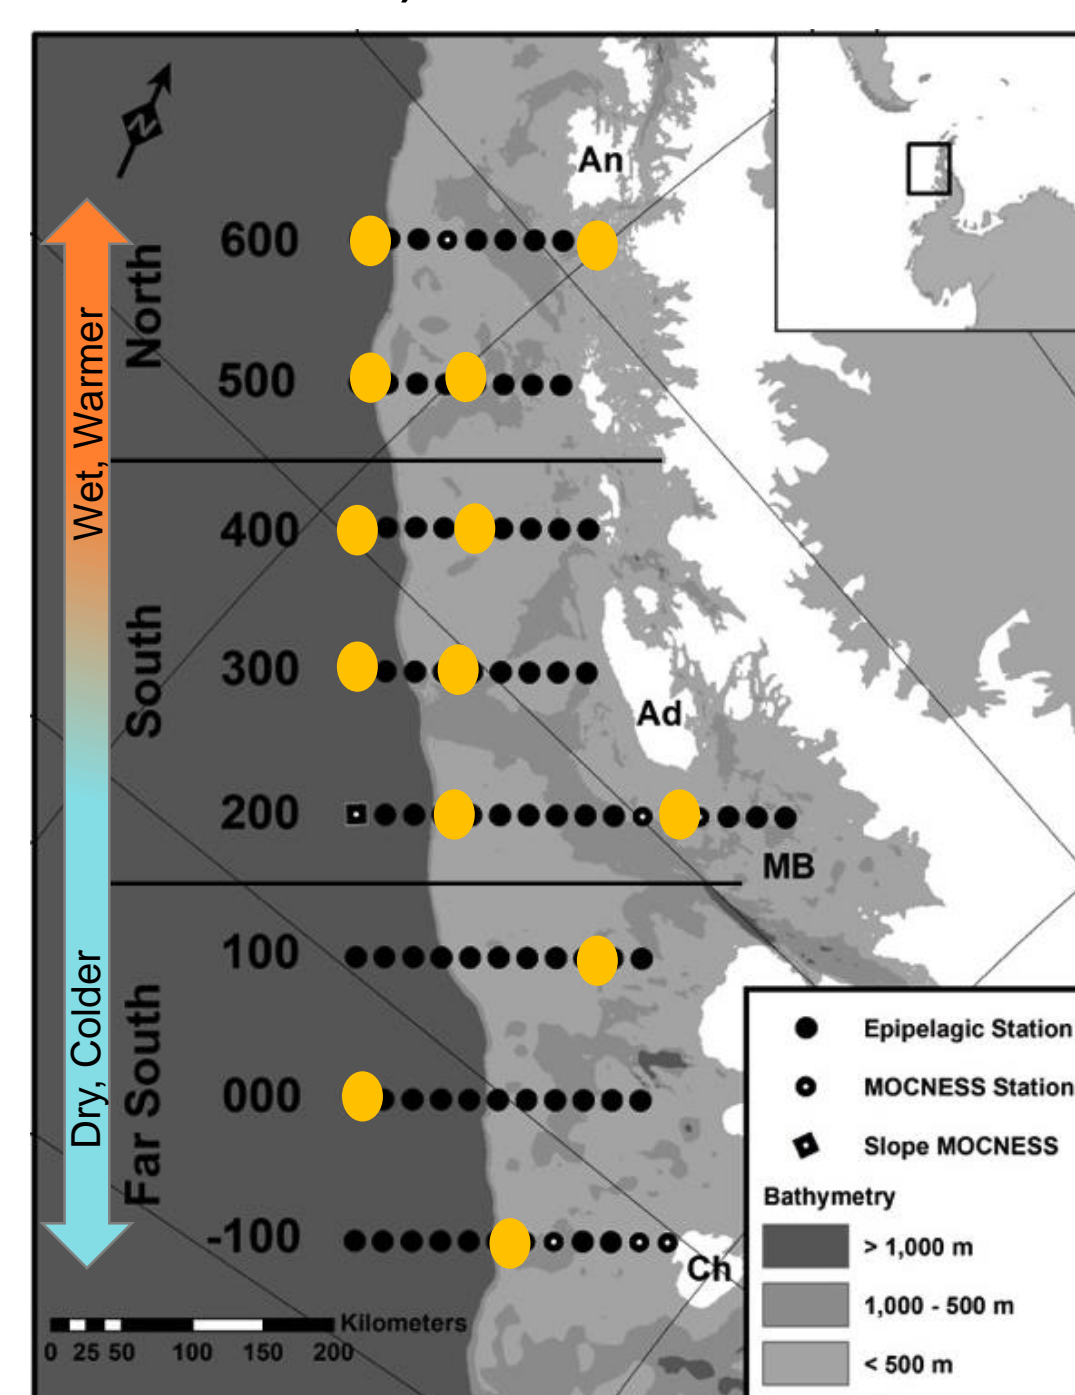 N
An
600
North
500
Wet, Warmer
400
South
300
Ad
200
MB
100
Dry, Colder
Far South
000
-100
Ch
Epipelagic Station
MOCNESS Station
Slope MOCNESS
Bathymetry
> 1,000 m
1,000 - 500 m
< 500 m
Kilometers
0 25 50 100 150 200